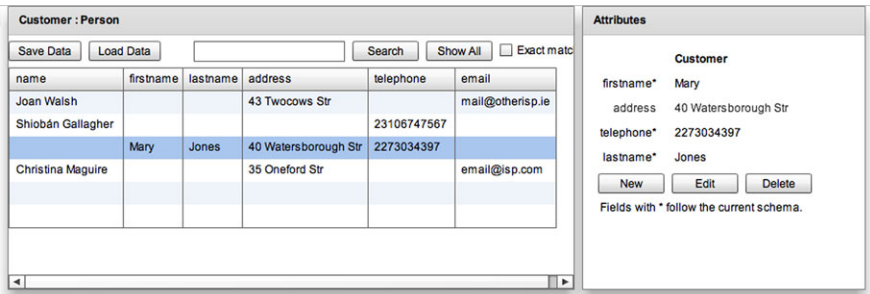 Customer : Person
Save Data Load Data Search Show All Exact matc
name firstname lastname address telephone email
Joan Walsh 43 Twocows Str mail@otherisp.ie
Shiobán Gallagher 23106747567
Mary Jones 40 Watersborough Str 2273034397
Christina Maguire 35 Oneford Str email@isp.com
Attributes
Customer
firstname* Mary
address 40 Watersborough Str
telephone* 2273034397
lastname* Jones
New Edit Delete
Fields with * follow the current schema.